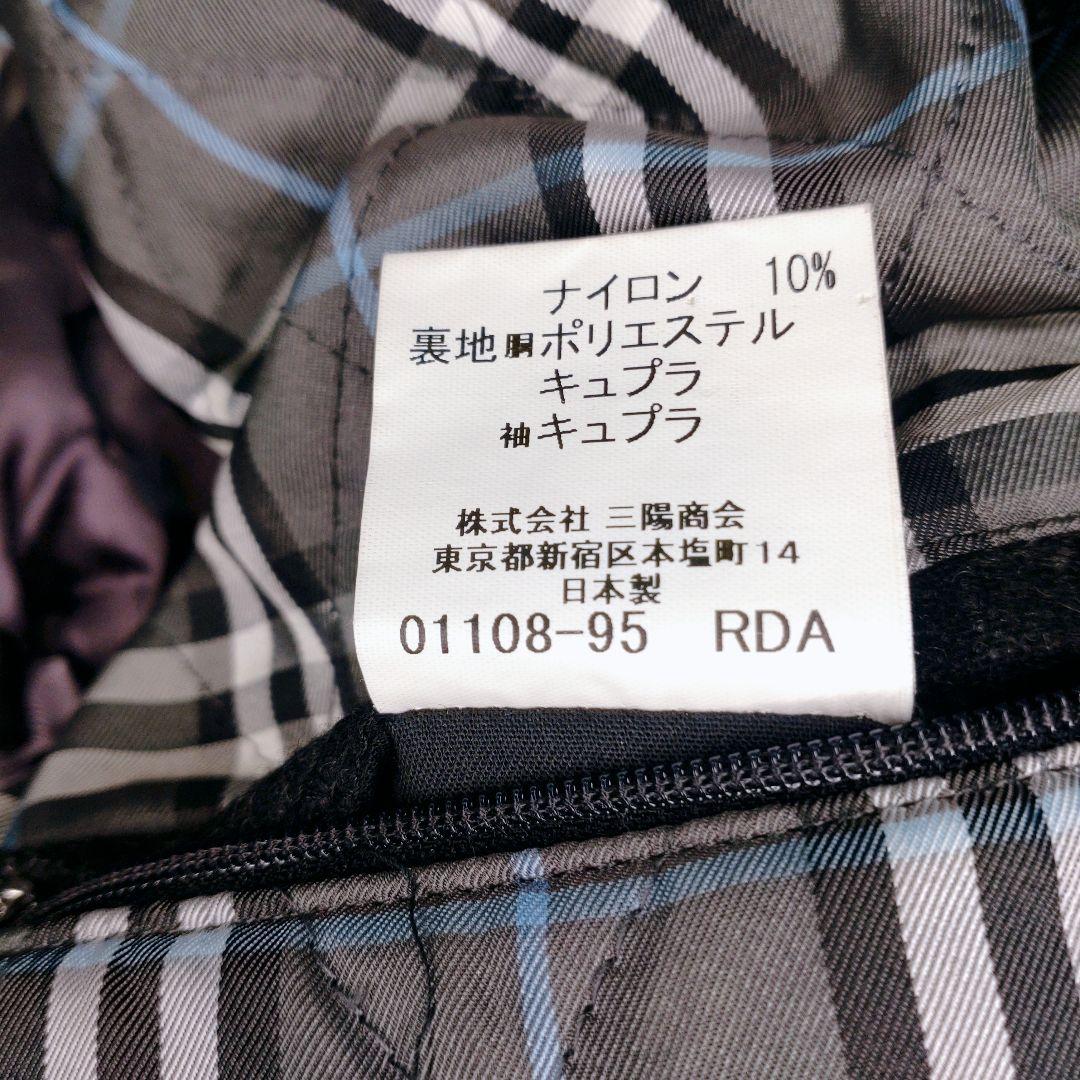 ナイロン 10%
裏地胴ポリエステル
キュプラ
袖キュプラ
株式会社 三陽商会
東京都新宿区本塩町14
日本製
01108-95 RDA